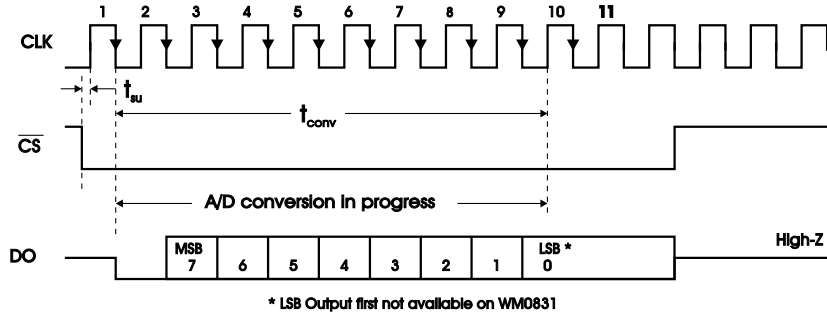 1 2 3 4 5 6 7 8 9 10 11
CLK
tsu
tconv
CS
A/D conversion in progress
High-Z
DO
MSB LSB *
7 6 5 4 3 2 1 0
* LSB Output first not available on WM0831